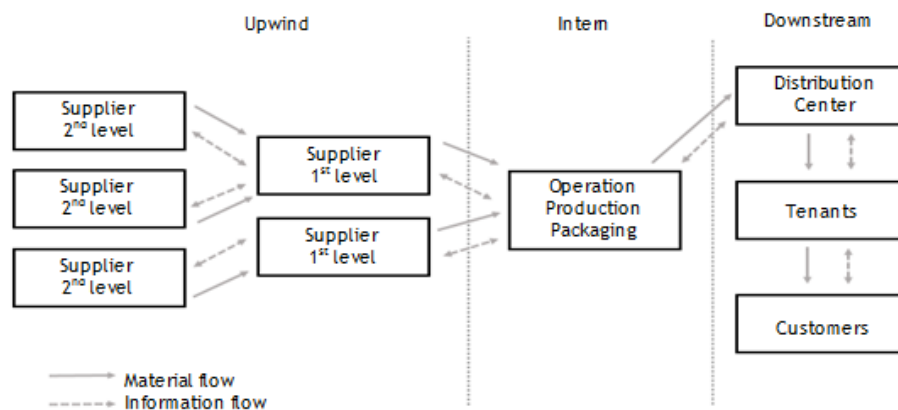 Upwind
Intern
Downstream
Supplier
2nd level
Supplier
2nd level
Supplier
2nd level
Supplier
1st level
Supplier
1st level
Operation
Production
Packaging
Distribution
Center
Tenants
Customers
Material flow
Information flow